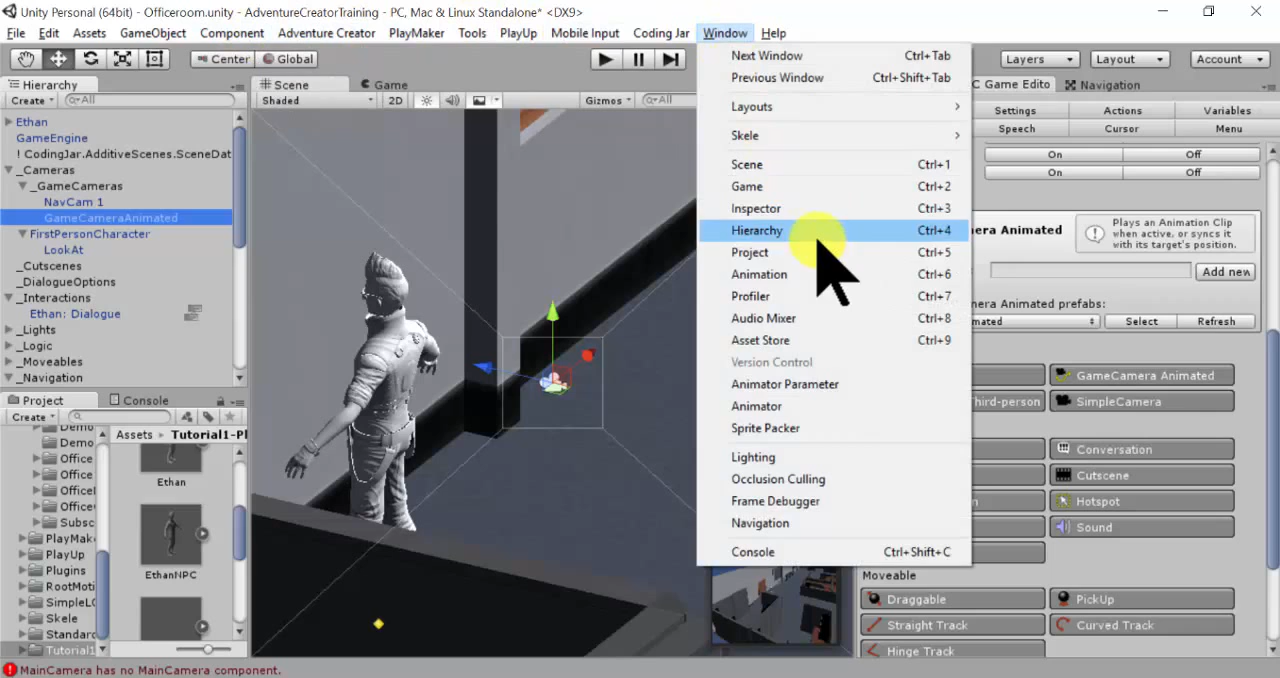 Unity Personal (64bit) - Officeroom.unity - AdventureCreatorTraining - PC, Mac & Linux Standalone* <DX9>
File Edit Assets GameObject Component Adventure Creator PlayMaker Tools PlayUp Mobile Input Coding Jar Window Help
Center Global Layers Layout Account
Hierarchy
Create All
Ethan
GameEngine
! CodingJar.AdditiveScenes.SceneDat
_Cameras
_GameCameras
NavCam 1
GameCameraAnimated
FirstPersonCharacter
LookAt
_Cutscenes
_DialogueOptions
_Interactions
Ethan: Dialogue
_Lights
_Logic
_Moveables
_Navigation
Project Console
Create
Assets Tutorial1-Pl
Demo
Office
Office
OfficeI
Office
Subsc
PlayMak
PlayUp
Plugins
RootMoti
SimpleLC
Skele
Standar
Tutorial1
Ethan
EthanNPC
Scene Game
Shaded 2D Gizmos All
Next Window Ctrl+Tab
Previous Window Ctrl+Shift+Tab
Layouts
Skele
Scene Ctrl+1
Game Ctrl+2
Inspector Ctrl+3
Hierarchy Ctrl+4
Project Ctrl+5
Animation Ctrl+6
Profiler Ctrl+7
Audio Mixer Ctrl+8
Asset Store Ctrl+9
Version Control
Animator Parameter
Animator
Sprite Packer
Lighting
Occlusion Culling
Frame Debugger
Navigation
Console Ctrl+Shift+C
C Game Edito Navigation
Settings Actions Variables
Speech Cursor Menu
On Off
On Off
era Animated
Plays an Animation Clip
when active, or syncs it
with its target's position.
Add new
mera Animated prefabs:
mated Select Refresh
GameCamera Animated
Third-person SimpleCamera
Conversation
Cutscene
Hotspot
Sound
Moveable
Draggable PickUp
Straight Track Curved Track
Hinge Track
MainCamera has no MainCamera component.